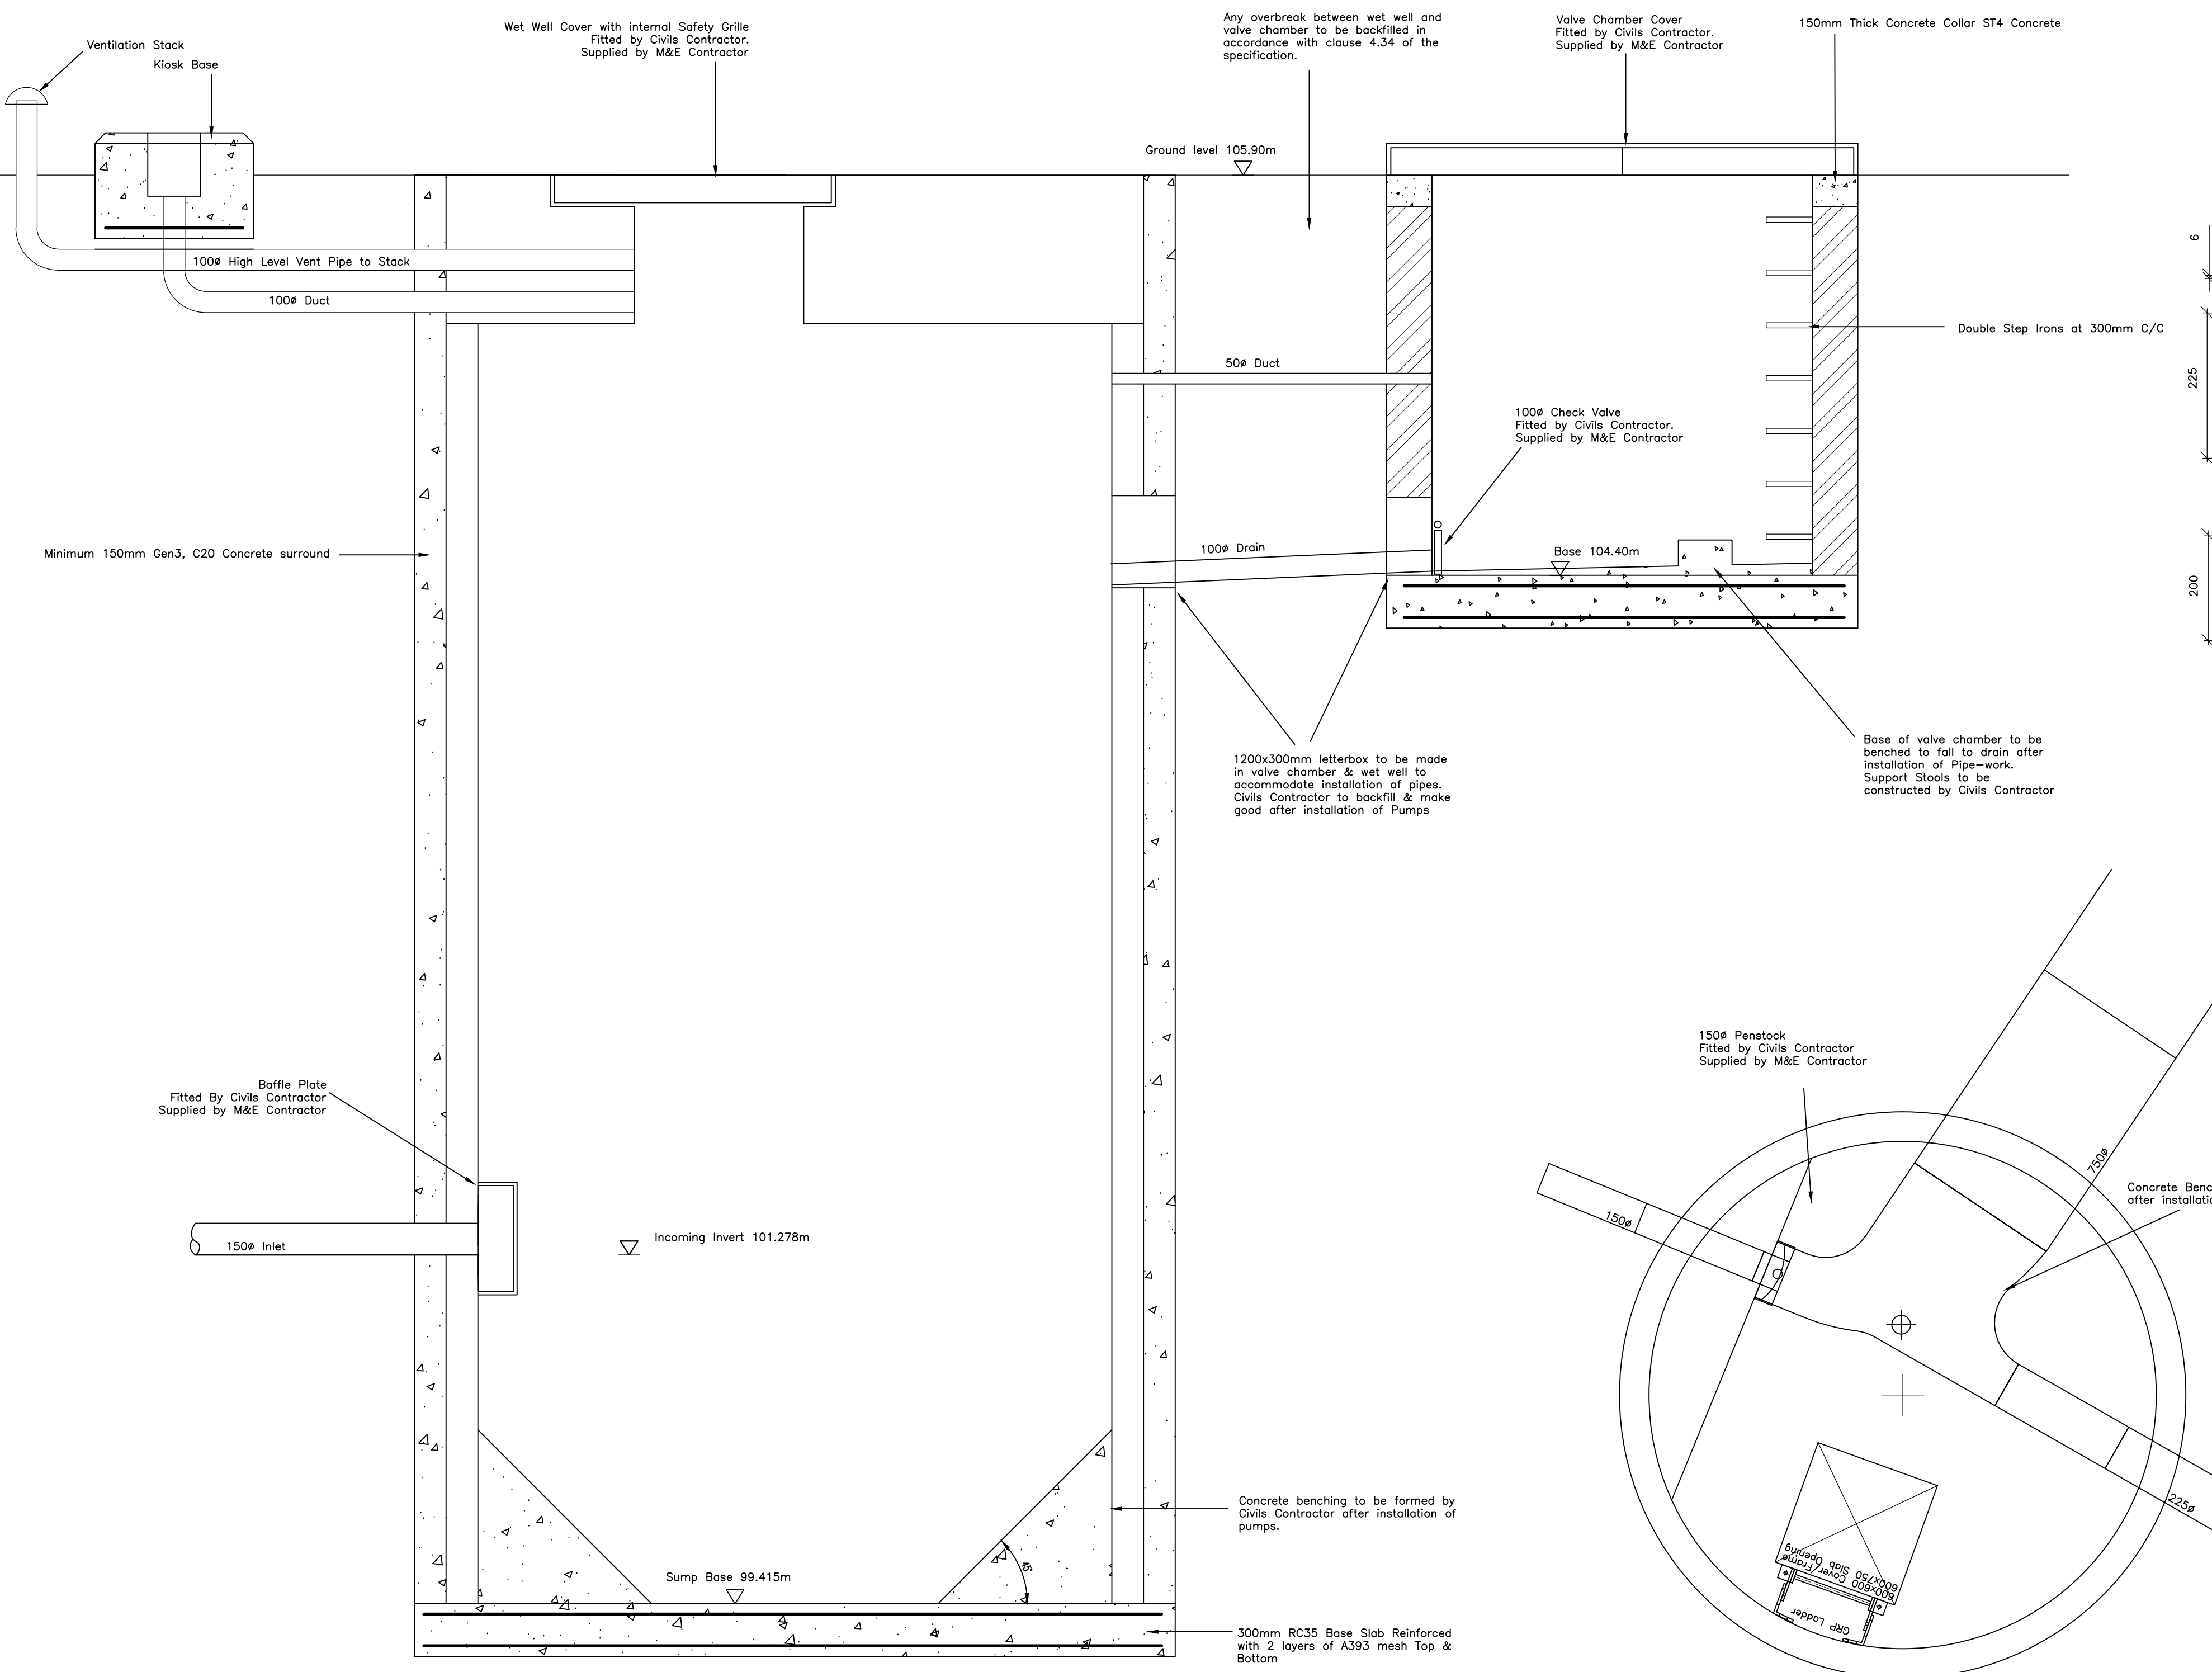 Ventilation Stack
Kiosk Base
Wet Well Cover with internal Safety Grille
Fitted by Civils Contractor.
Supplied by M&E Contractor
Any overbreak between wet well and
valve chamber to be backfilled in
accordance with clause 4.34 of the
specification.
Valve Chamber Cover
Fitted by Civils Contractor.
Supplied by M&E Contractor
150mm Thick Concrete Collar ST4 Concrete
Ground level 105.90m
100ø High Level Vent Pipe to Stack
100ø Duct
6
Double Step Irons at 300mm C/C
50ø Duct
225
100ø Check Valve
Fitted by Civils Contractor.
Supplied by M&E Contractor
Minimum 150mm Gen3, C20 Concrete surround
100ø Drain
Base 104.40m
200
1200x300mm letterbox to be made
in valve chamber & wet well to
accommodate installation of pipes.
Civils Contractor to backfill & make
good after installation of Pumps
Base of valve chamber to be
benched to fall to drain after
installation of Pipe-work.
Support Stools to be
constructed by Civils Contractor
150ø Penstock
Fitted by Civils Contractor
Supplied by M&E Contractor
Baffle Plate
Fitted By Civils Contractor
Supplied by M&E Contractor
750ø
Concrete Benc
after installati
150ø
150ø Inlet
Incoming Invert 101.278m
Concrete benching to be formed by
Civils Contractor after installation of
pumps.
225ø
45
Sump Base 99.415m
600x600 Cover/Frame
600x750 Slab Opening
GRP Ladder
300mm RC35 Base Slab Reinforced
with 2 layers of A393 mesh Top &
Bottom